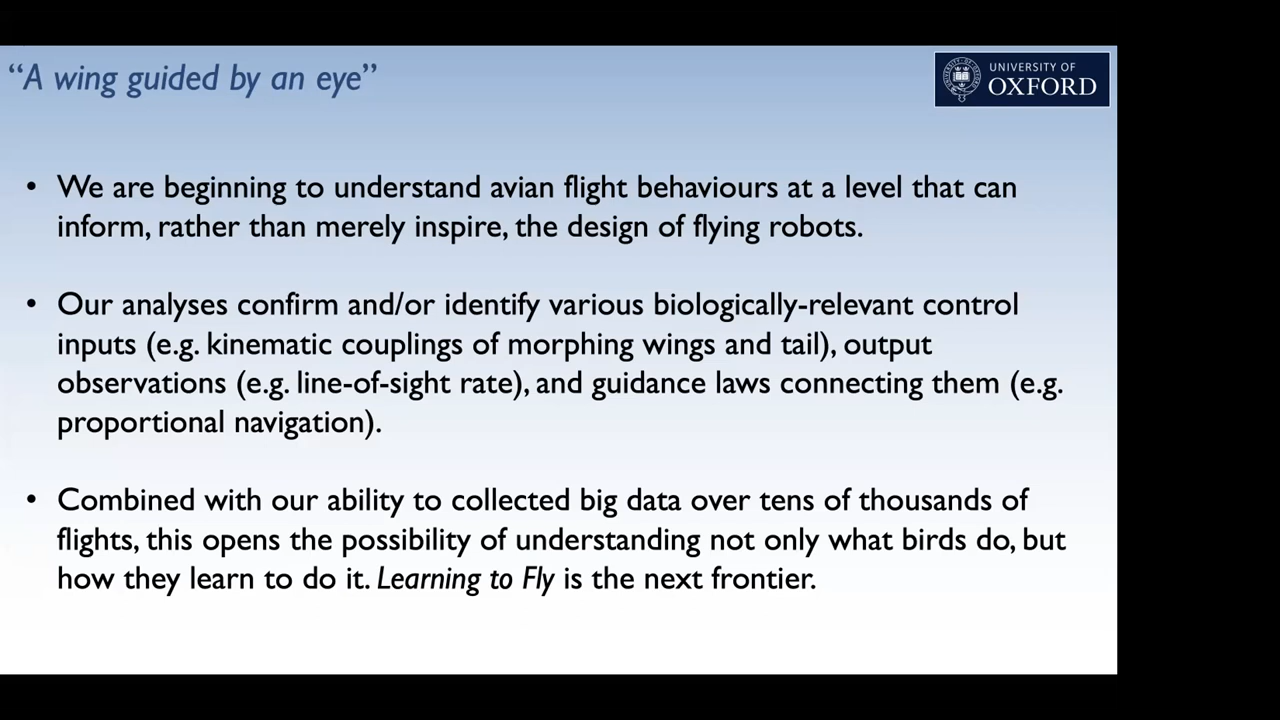 “A wing guided by an eye”
UNIVERSITY OF
OXFORD
• We are beginning to understand avian flight behaviours at a level that can
inform, rather than merely inspire, the design of flying robots.
• Our analyses confirm and/or identify various biologically-relevant control
inputs (e.g. kinematic couplings of morphing wings and tail), output
observations (e.g. line-of-sight rate), and guidance laws connecting them (e.g.
proportional navigation).
• Combined with our ability to collected big data over tens of thousands of
flights, this opens the possibility of understanding not only what birds do, but
how they learn to do it. Learning to Fly is the next frontier.